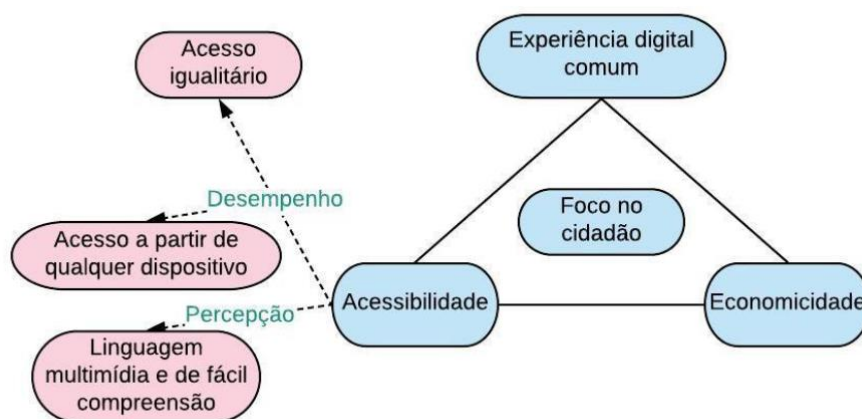 Acesso
igualitário
Experiência digital
comum
Desempenho
Acesso a partir de
qualquer dispositivo
Foco no
cidadão
Percepção
Acessibilidade
Economicidade
Linguagem
multimídia e de fácil
compreensão